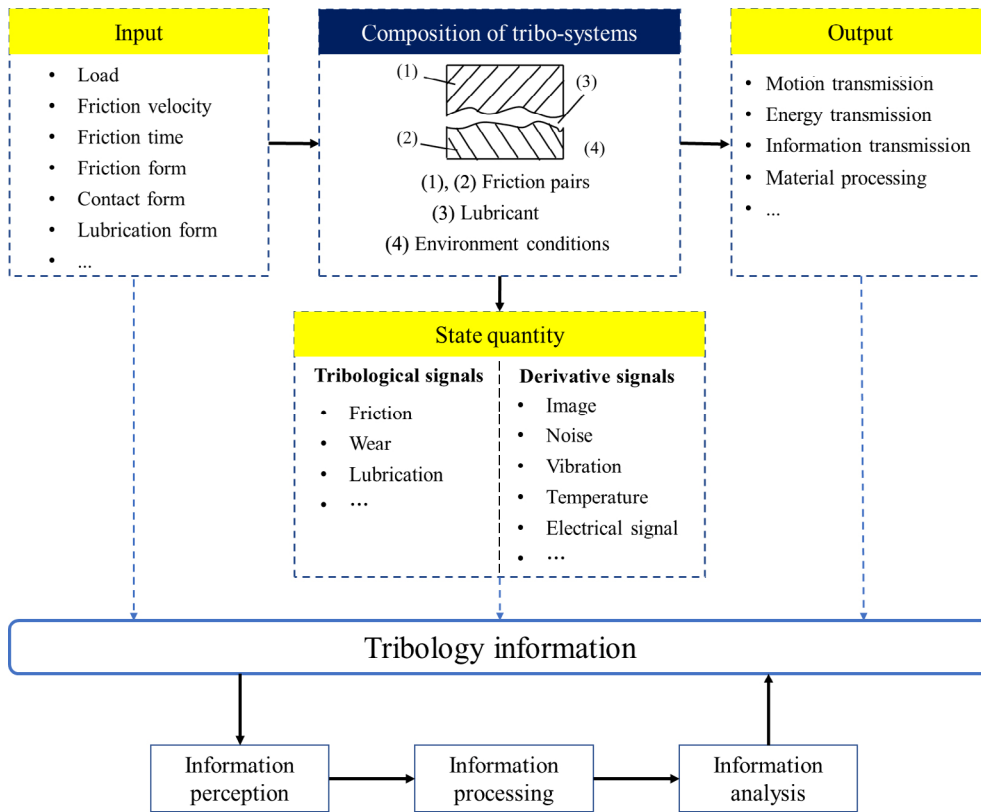 Input
• Load
• Friction velocity
• Friction time
• Friction form
• Contact form
• Lubrication form
• ...
Composition of tribo-systems
(1)
(3)
(2)
(4)
(1), (2) Friction pairs
(3) Lubricant
(4) Environment conditions
Output
• Motion transmission
• Energy transmission
• Information transmission
• Material processing
• ...
State quantity
Tribological signals
• Friction
• Wear
• Lubrication
• ...
Derivative signals
• Image
• Noise
• Vibration
• Temperature
• Electrical signal
• ...
Tribology information
Information
perception
Information
processing
Information
analysis